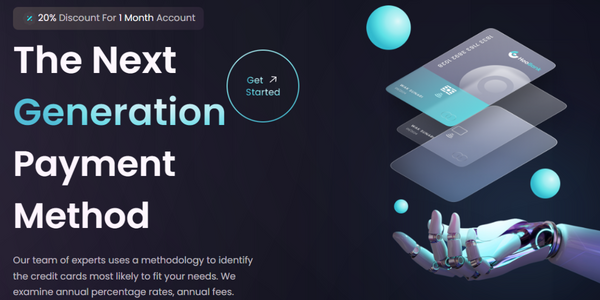 20% Discount For 1 Month Account
The Next
Generation
Payment
Method
Get
Started
Our team of experts uses a methodology to identify
the credit cards most likely to fit your needs. We
examine annual percentage rates, annual fees.